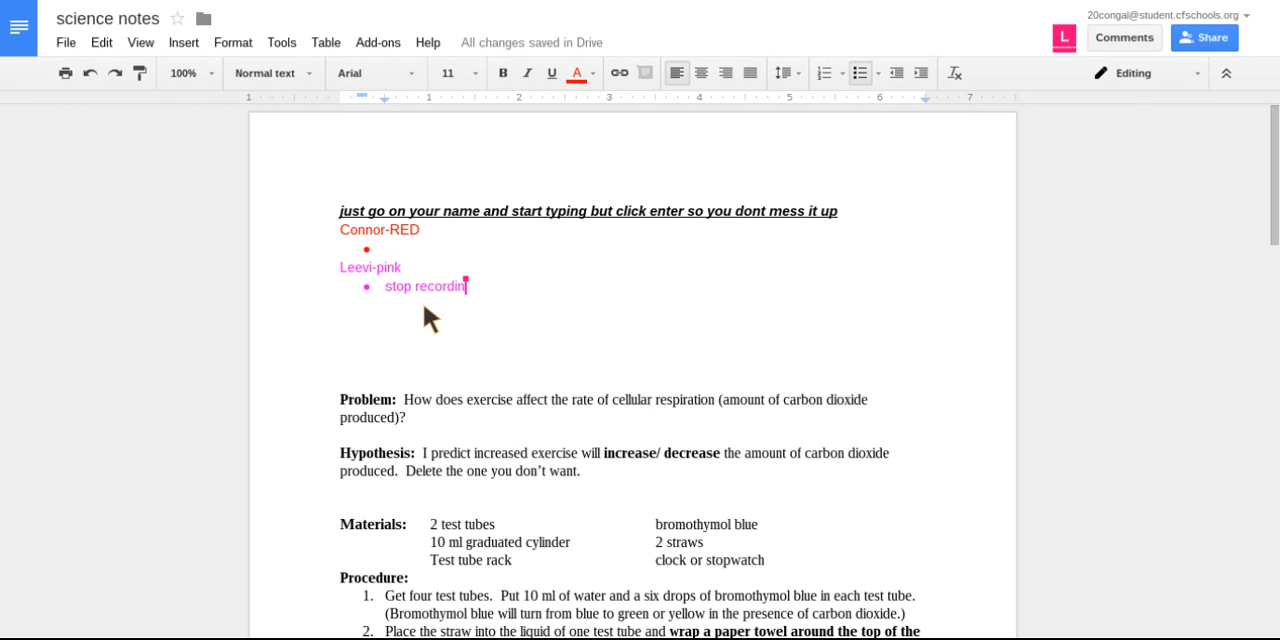 science notes
20congal@student.cfschools.org
File Edit View Insert Format Tools Table Add-ons Help All changes saved in Drive
L Comments Share
100% Normal text Arial 11 B I U A Editing
1 1 2 3 4 5 6 7
just go on your name and start typing but click enter so you dont mess it up
Connor-RED
Leevi-pink
stop recordin
Problem: How does exercise affect the rate of cellular respiration (amount of carbon dioxide
produced)?
Hypothesis: I predict increased exercise will increase/ decrease the amount of carbon dioxide
produced. Delete the one you don’t want.
Materials: 2 test tubes bromothymol blue
10 ml graduated cylinder 2 straws
Test tube rack clock or stopwatch
Procedure:
1. Get four test tubes. Put 10 ml of water and a six drops of bromothymol blue in each test tube.
(Bromothymol blue will turn from blue to green or yellow in the presence of carbon dioxide.)
2. Place the straw into the liquid of one test tube and wrap a paper towel around the top of the